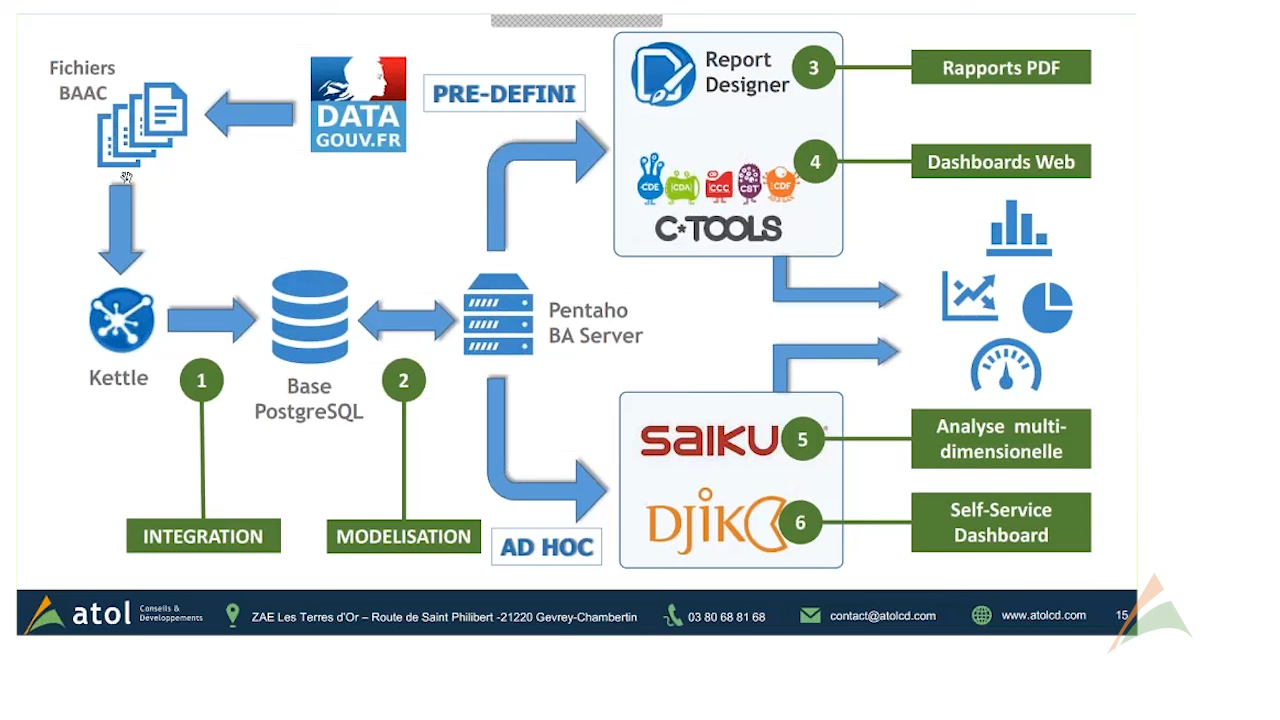 Fichiers
BAAC
DATA
GOUV.FR
PRE-DEFINI
Report
Designer
3
Rapports PDF
4
Dashboards Web
CDE
CDA
CCC
CST
CDF
C*TOOLS
Kettle
1
Base
PostgreSQL
2
Pentaho
BA Server
INTEGRATION
MODELISATION
AD HOC
SAIKU
5
Analyse multi-
dimensionelle
DJIK
6
Self-Service
Dashboard
atol
Conseils &
Développements
ZAE Les Terres d'Or – Route de Saint Philibert -21220 Gevrey-Chambertin
03 80 68 81 68
contact@atolcd.com
www.atolcd.com
15